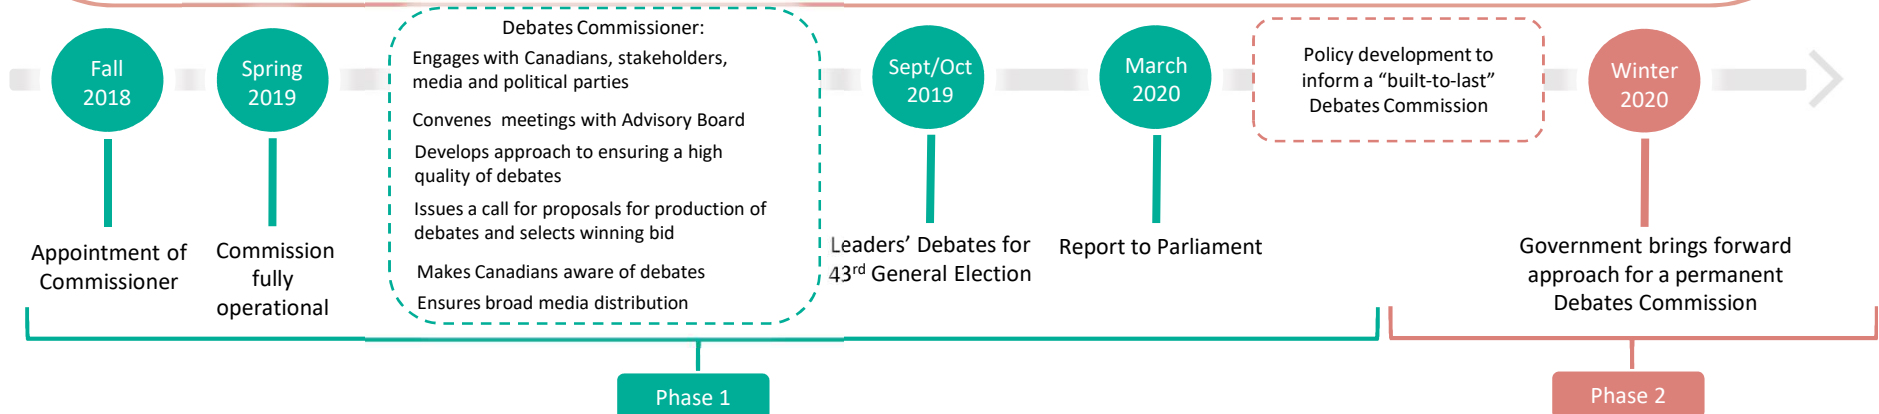 Fall
2018
Appointment of
Commissioner
Spring
2019
Commission
fully
operational
Debates Commissioner:
Engages with Canadians, stakeholders,
media and political parties
Convenes meetings with Advisory Board
Develops approach to ensuring a high
quality of debates
Issues a call for proposals for production of
debates and selects winning bid
Makes Canadians aware of debates
Ensures broad media distribution
Sept/Oct
2019
Leaders’ Debates for
43rd General Election
March
2020
Report to Parliament
Policy development to
inform a “built-to-last”
Debates Commission
Winter
2020
Government brings forward
approach for a permanent
Debates Commission
Phase 1
Phase 2